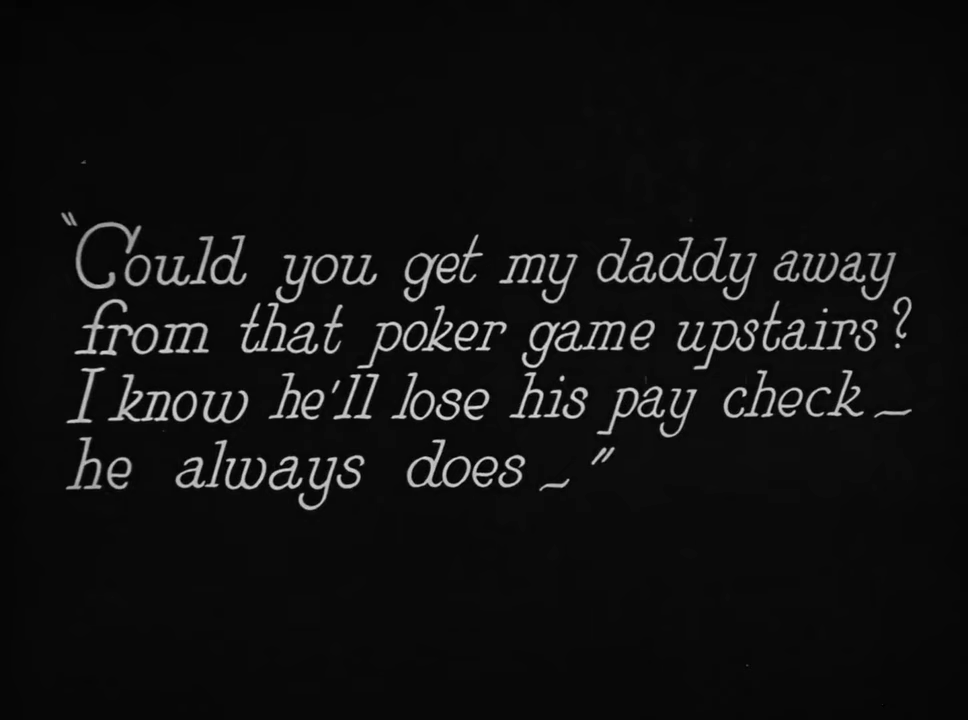 "Could you get my daddy away
from that poker game upstairs?
I know he'll lose his pay check ~
he always does ~"